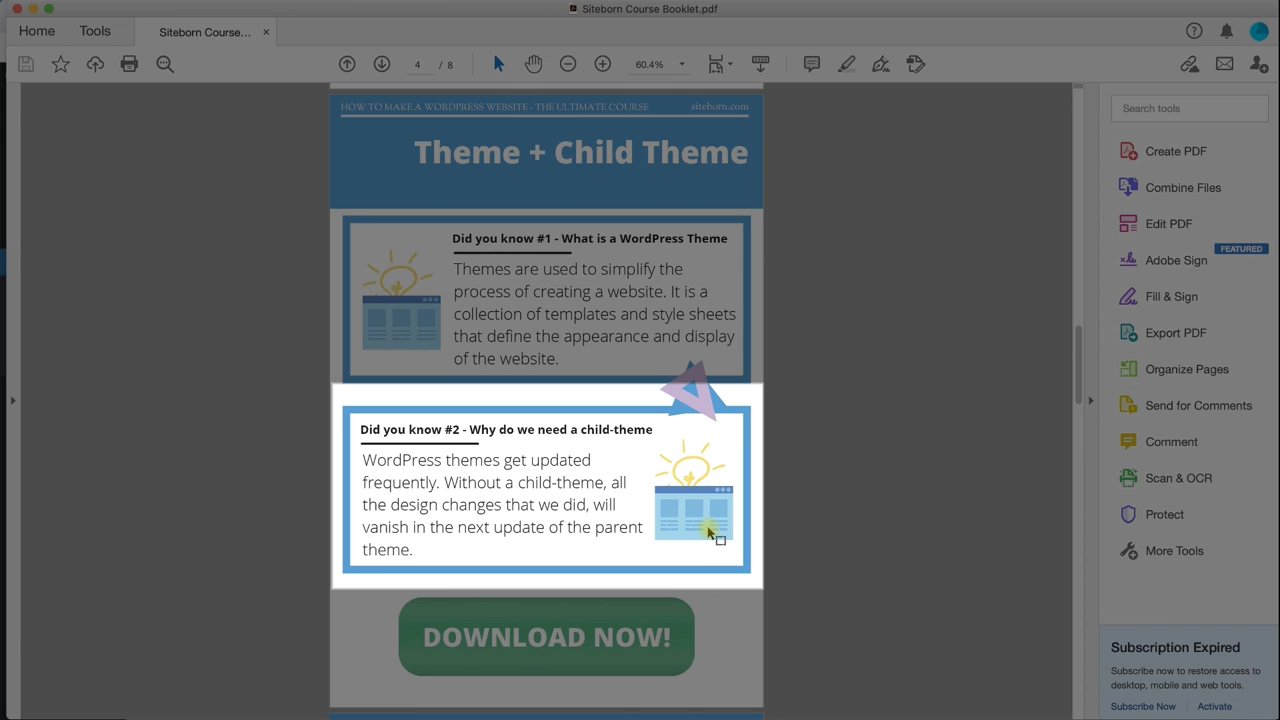 Siteborn Course Booklet.pdf
Home
Tools
Siteborn Course...
×
4 / 8
60.4%
HOW TO MAKE A WORDPRESS WEBSITE - THE ULTIMATE COURSE
siteborn.com
Theme + Child Theme
Did you know #1 - What is a WordPress Theme
Themes are used to simplify the
process of creating a website. It is a
collection of templates and style sheets
that define the appearance and display
of the website.
Did you know #2 - Why do we need a child-theme
WordPress themes get updated
frequently. Without a child-theme, all
the design changes that we did, will
vanish in the next update of the parent
theme.
DOWNLOAD NOW!
Search tools
Create PDF
Combine Files
Edit PDF
FEATURED
Adobe Sign
Fill & Sign
Export PDF
Organize Pages
Send for Comments
Comment
Scan & OCR
Protect
More Tools
Subscription Expired
Subscribe now to restore access to
desktop, mobile and web tools.
Subscribe Now | Activate